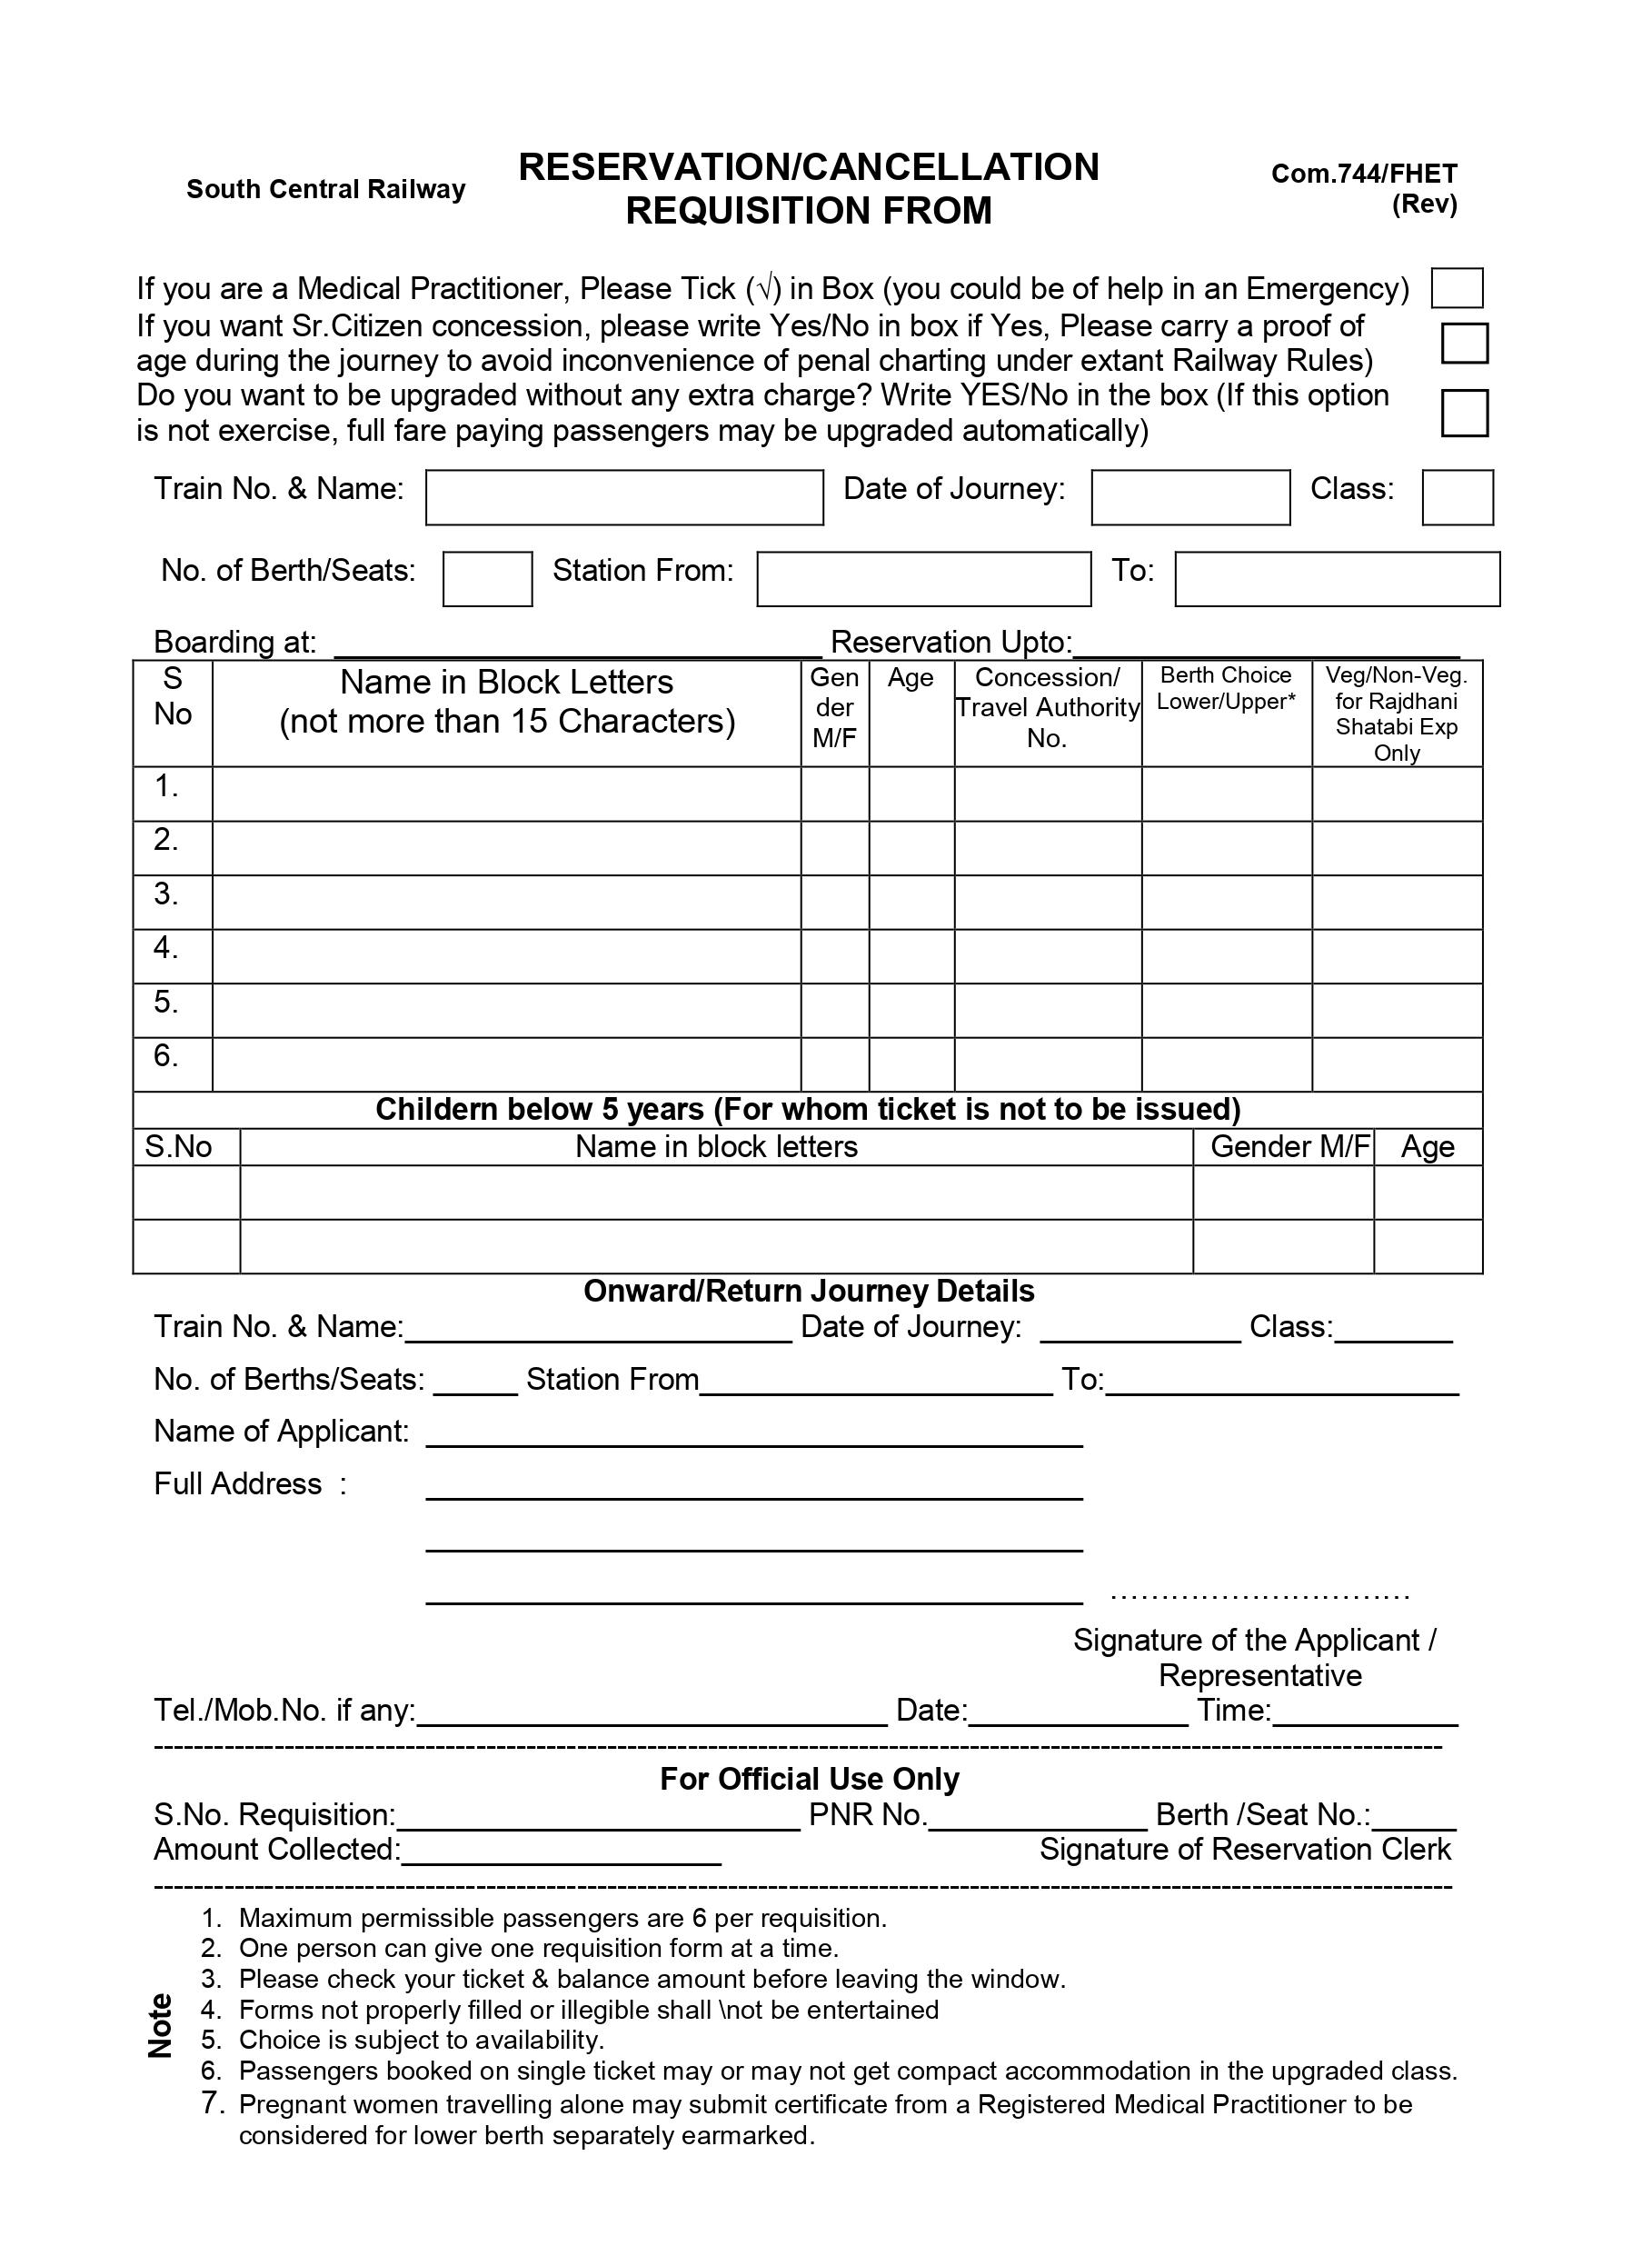 South Central Railway
RESERVATION/CANCELLATION
REQUISITION FROM
Com.744/FHET
(Rev)
If you are a Medical Practitioner, Please Tick (√) in Box (you could be of help in an Emergency)
If you want Sr.Citizen concession, please write Yes/No in box if Yes, Please carry a proof of
age during the journey to avoid inconvenience of penal charting under extant Railway Rules)
Do you want to be upgraded without any extra charge? Write YES/No in the box (If this option
is not exercise, full fare paying passengers may be upgraded automatically)
Train No. & Name: Date of Journey: Class:
No. of Berth/Seats: Station From: To:
Boarding at: ____________________ Reservation Upto:____________________
S
No
Name in Block Letters
(not more than 15 Characters)
Gen
der
M/F
Age
Concession/
Travel Authority
No.
Berth Choice
Lower/Upper*
Veg/Non-Veg.
for Rajdhani
Shatabi Exp
Only
1.
2.
3.
4.
5.
6.
Childern below 5 years (For whom ticket is not to be issued)
S.No Name in block letters Gender M/F Age
Onward/Return Journey Details
Train No. & Name:____________________ Date of Journey: ____________ Class:_______
No. of Berths/Seats: _____ Station From____________________ To:____________________
Name of Applicant: ____________________
Full Address : ____________________
____________________
____________________ ..............................
Signature of the Applicant /
Representative
Tel./Mob.No. if any:____________________ Date:_____________ Time:___________
--------------------------------------------------------------------------------
For Official Use Only
S.No. Requisition:____________________ PNR No._____________ Berth /Seat No.:_____
Amount Collected:___________________ Signature of Reservation Clerk
--------------------------------------------------------------------------------
Note
1. Maximum permissible passengers are 6 per requisition.
2. One person can give one requisition form at a time.
3. Please check your ticket & balance amount before leaving the window.
4. Forms not properly filled or illegible shall \not be entertained
5. Choice is subject to availability.
6. Passengers booked on single ticket may or may not get compact accommodation in the upgraded class.
7. Pregnant women travelling alone may submit certificate from a Registered Medical Practitioner to be
considered for lower berth separately earmarked.